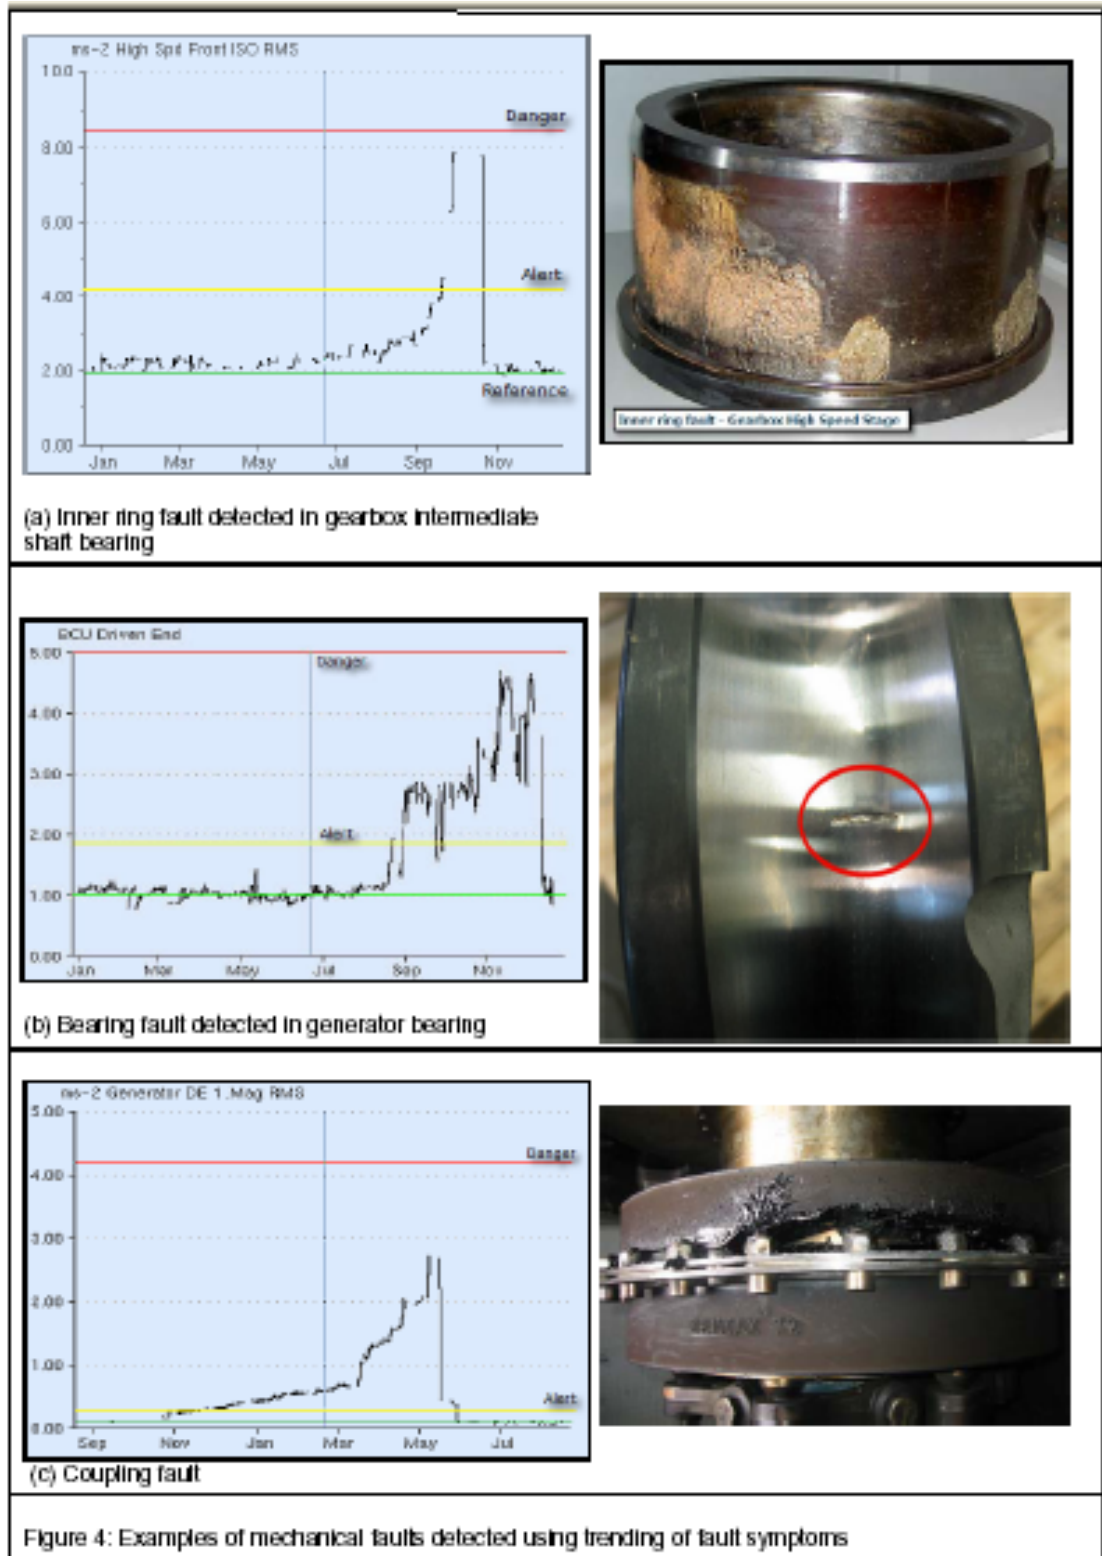 ms-2 High Spd Front ISO RMS
10.0
Danger
8.00
6.00
Alert
4.00
2.00
Reference
0.00
Jan Mar May Jul Sep Nov
Inner ring fault - Gearbox High Speed Stage
(a) Inner ring fault detected in gearbox intermediate
shaft bearing
ECU Driven End
5.00
Danger
4.00
3.00
2.00
Alert
1.00
0.00
Jan Mar May Jul Sep Nov
(b) Bearing fault detected in generator bearing
ms-2 Generator DE 1.Mag RMS
5.00
Danger
4.00
3.00
2.00
1.00
Alert
0.00
Sep Nov Jan Mar May Jul
(c) Coupling fault
Figure 4: Examples of mechanical faults detected using trending of fault symptoms